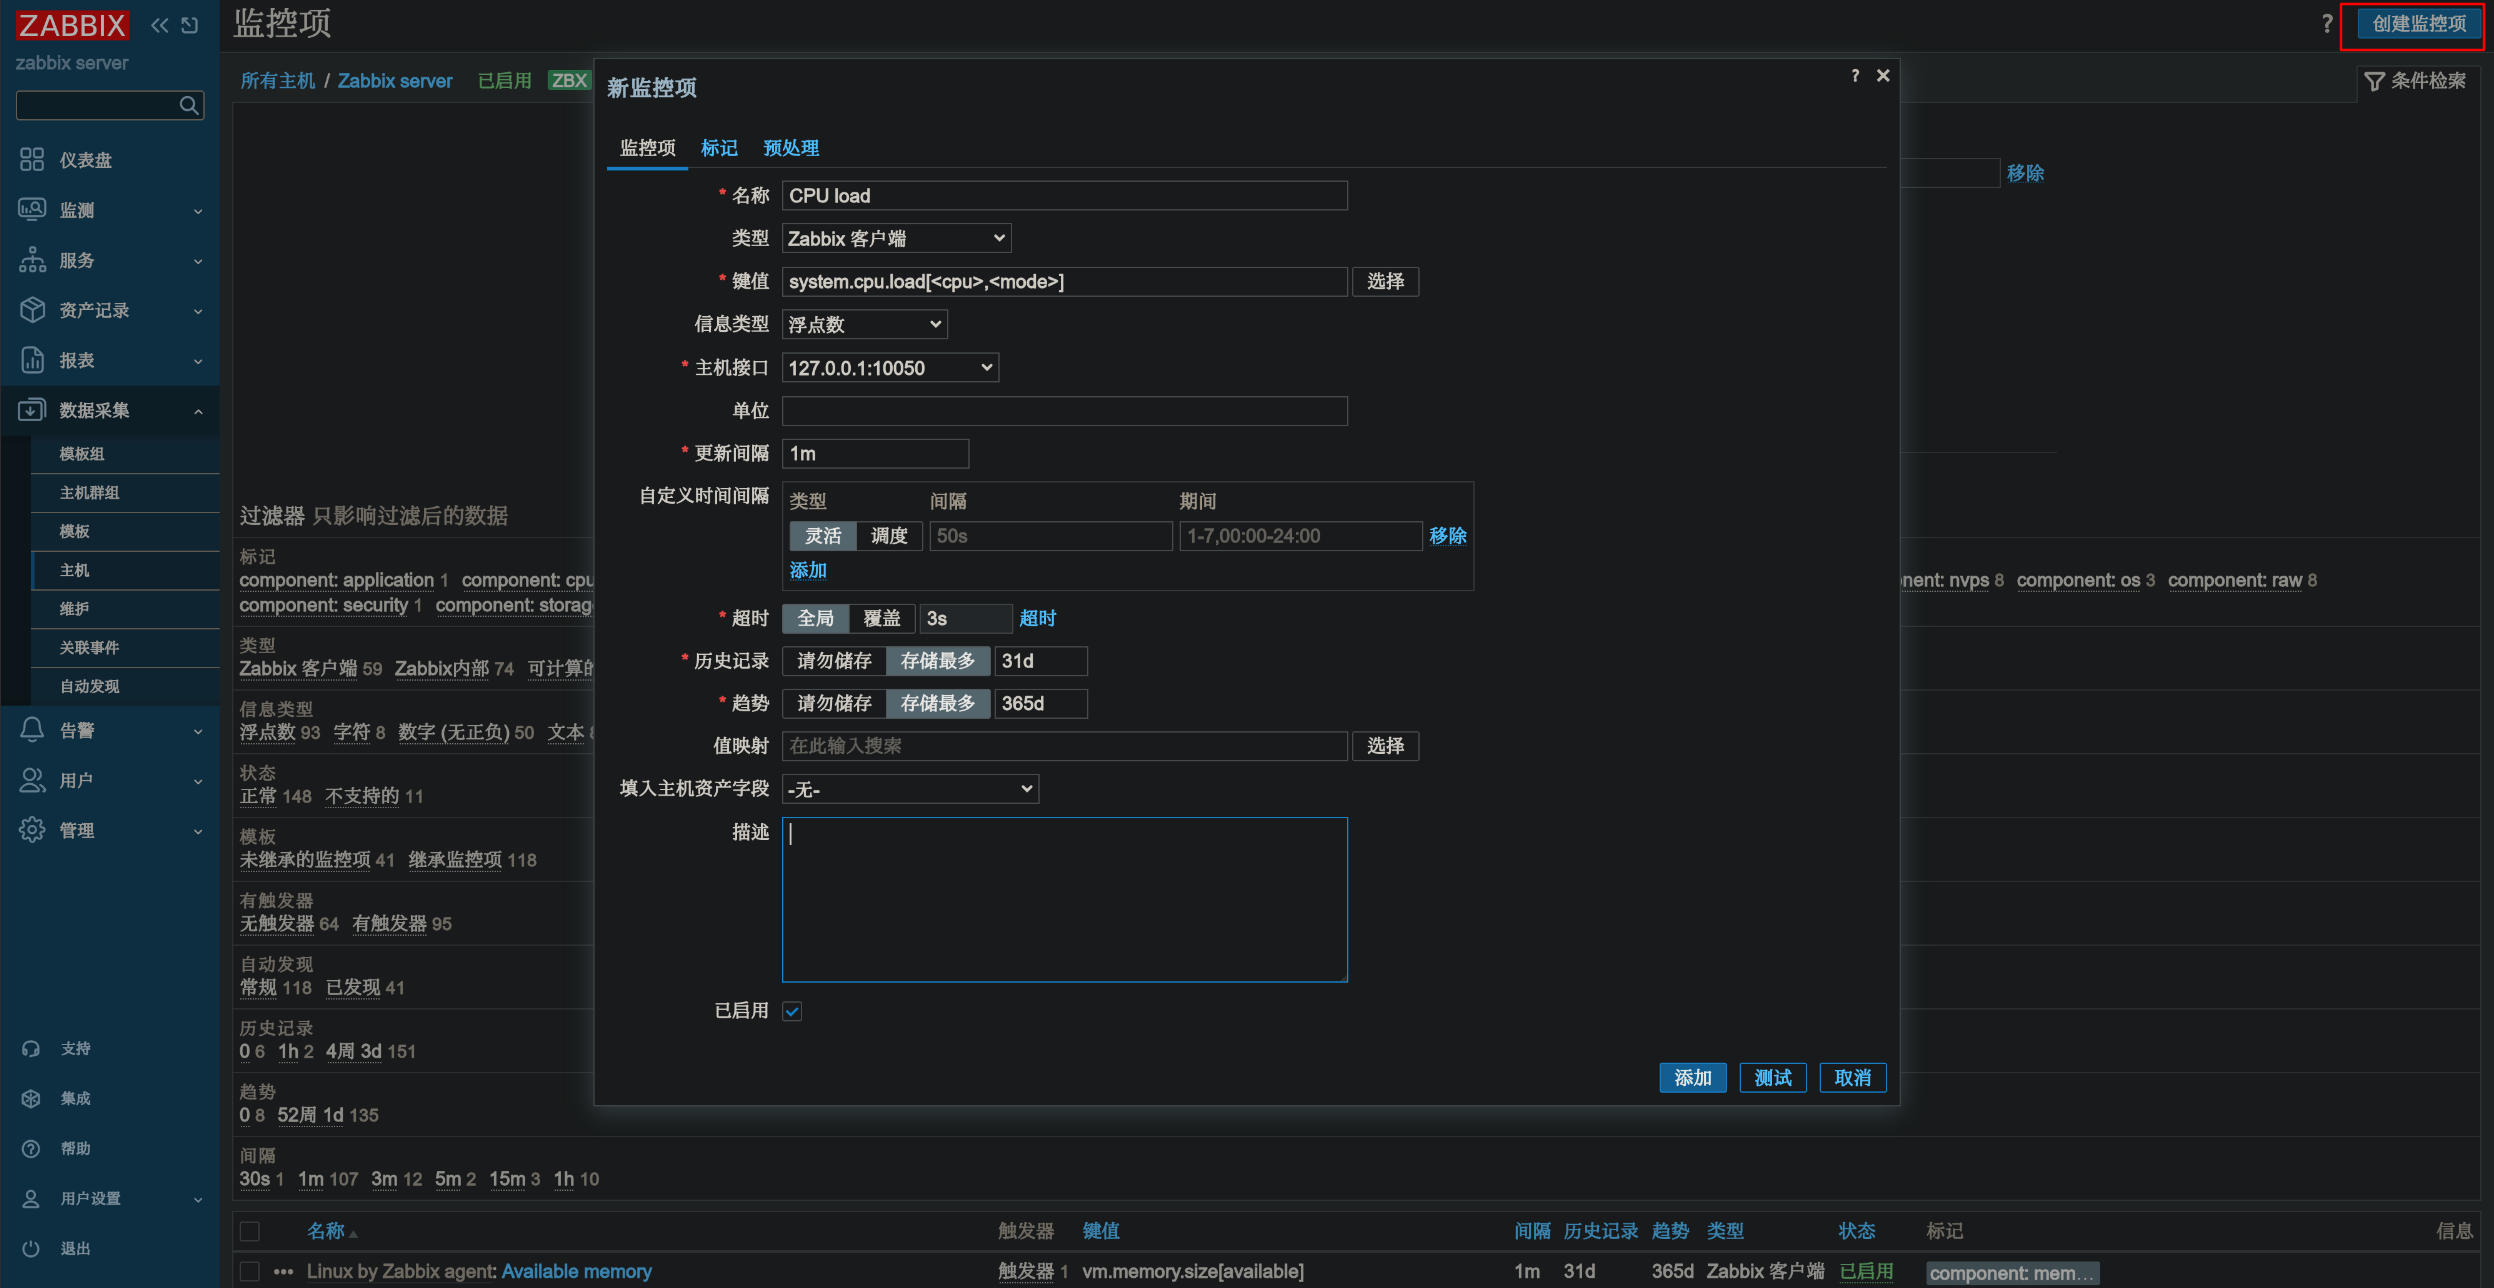 ZABBIX
zabbix server
仪表盘
监测
服务
资产记录
报表
数据采集
模板组
主机群组
模板
主机
维护
关联事件
自动发现
告警
用户
管理
支持
集成
帮助
用户设置
退出
监控项
? 创建监控项
所有主机 / Zabbix server 已启用 ZBX
条件检索
移除
新监控项
?
监控项 标记 预处理
* 名称 CPU load
类型 Zabbix 客户端
* 键值 system.cpu.load[<cpu>,<mode>] 选择
信息类型 浮点数
* 主机接口 127.0.0.1:10050
单位
* 更新间隔 1m
自定义时间间隔 类型 间隔 期间
灵活 调度 50s 1-7,00:00-24:00 移除
添加
* 超时 全局 覆盖 3s 超时
* 历史记录 请勿储存 存储最多 31d
* 趋势 请勿储存 存储最多 365d
值映射 在此输入搜索 选择
填入主机资产字段 -无-
描述
已启用
添加 测试 取消
过滤器 只影响过滤后的数据
标记
component: application 1 component: cpu nent: nvps 8 component: os 3 component: raw 8
component: security 1 component: storag
类型
Zabbix 客户端 59 Zabbix内部 74 可计算的
信息类型
浮点数 93 字符 8 数字 (无正负) 50 文本
状态
正常 148 不支持的 11
模板
未继承的监控项 41 继承监控项 118
有触发器
无触发器 64 有触发器 95
自动发现
常规 118 已发现 41
历史记录
0 6 1h 2 4周 3d 151
趋势
0 8 52周 1d 135
间隔
30s 1 1m 107 3m 12 5m 2 15m 3 1h 10
名称 触发器 键值 间隔 历史记录 趋势 类型 状态 标记 信息
Linux by Zabbix agent: Available memory 触发器 1 vm.memory.size[available] 1m 31d 365d Zabbix 客户端 已启用 component: mem...